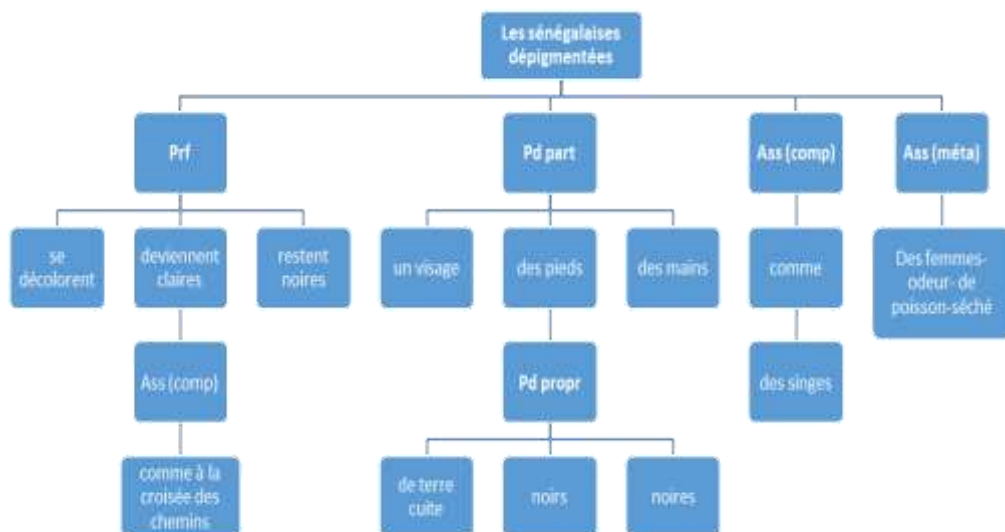 Les sénégalaises
dépigmentées
Prf
Pd part
Ass (comp)
Ass (méta)
se
décolorent
deviennent
claires
restent
noires
un visage
des pieds
des mains
comme
Des femmes-
odeur- de
poisson-séché
Ass (comp)
Pd propr
des singes
comme à la
croisée des
chemins
de terre
cuite
noirs
noires